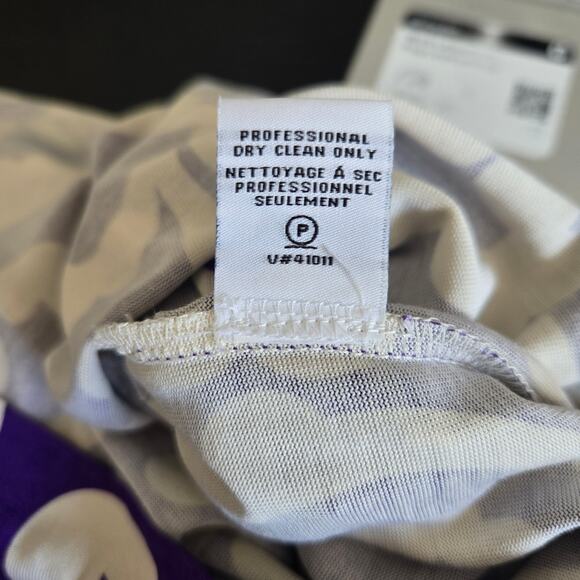 PROFESSIONAL
DRY CLEAN ONLY
NETTOYAGE Á SEC
PROFESSIONNEL
SEULEMENT
P
V#41011